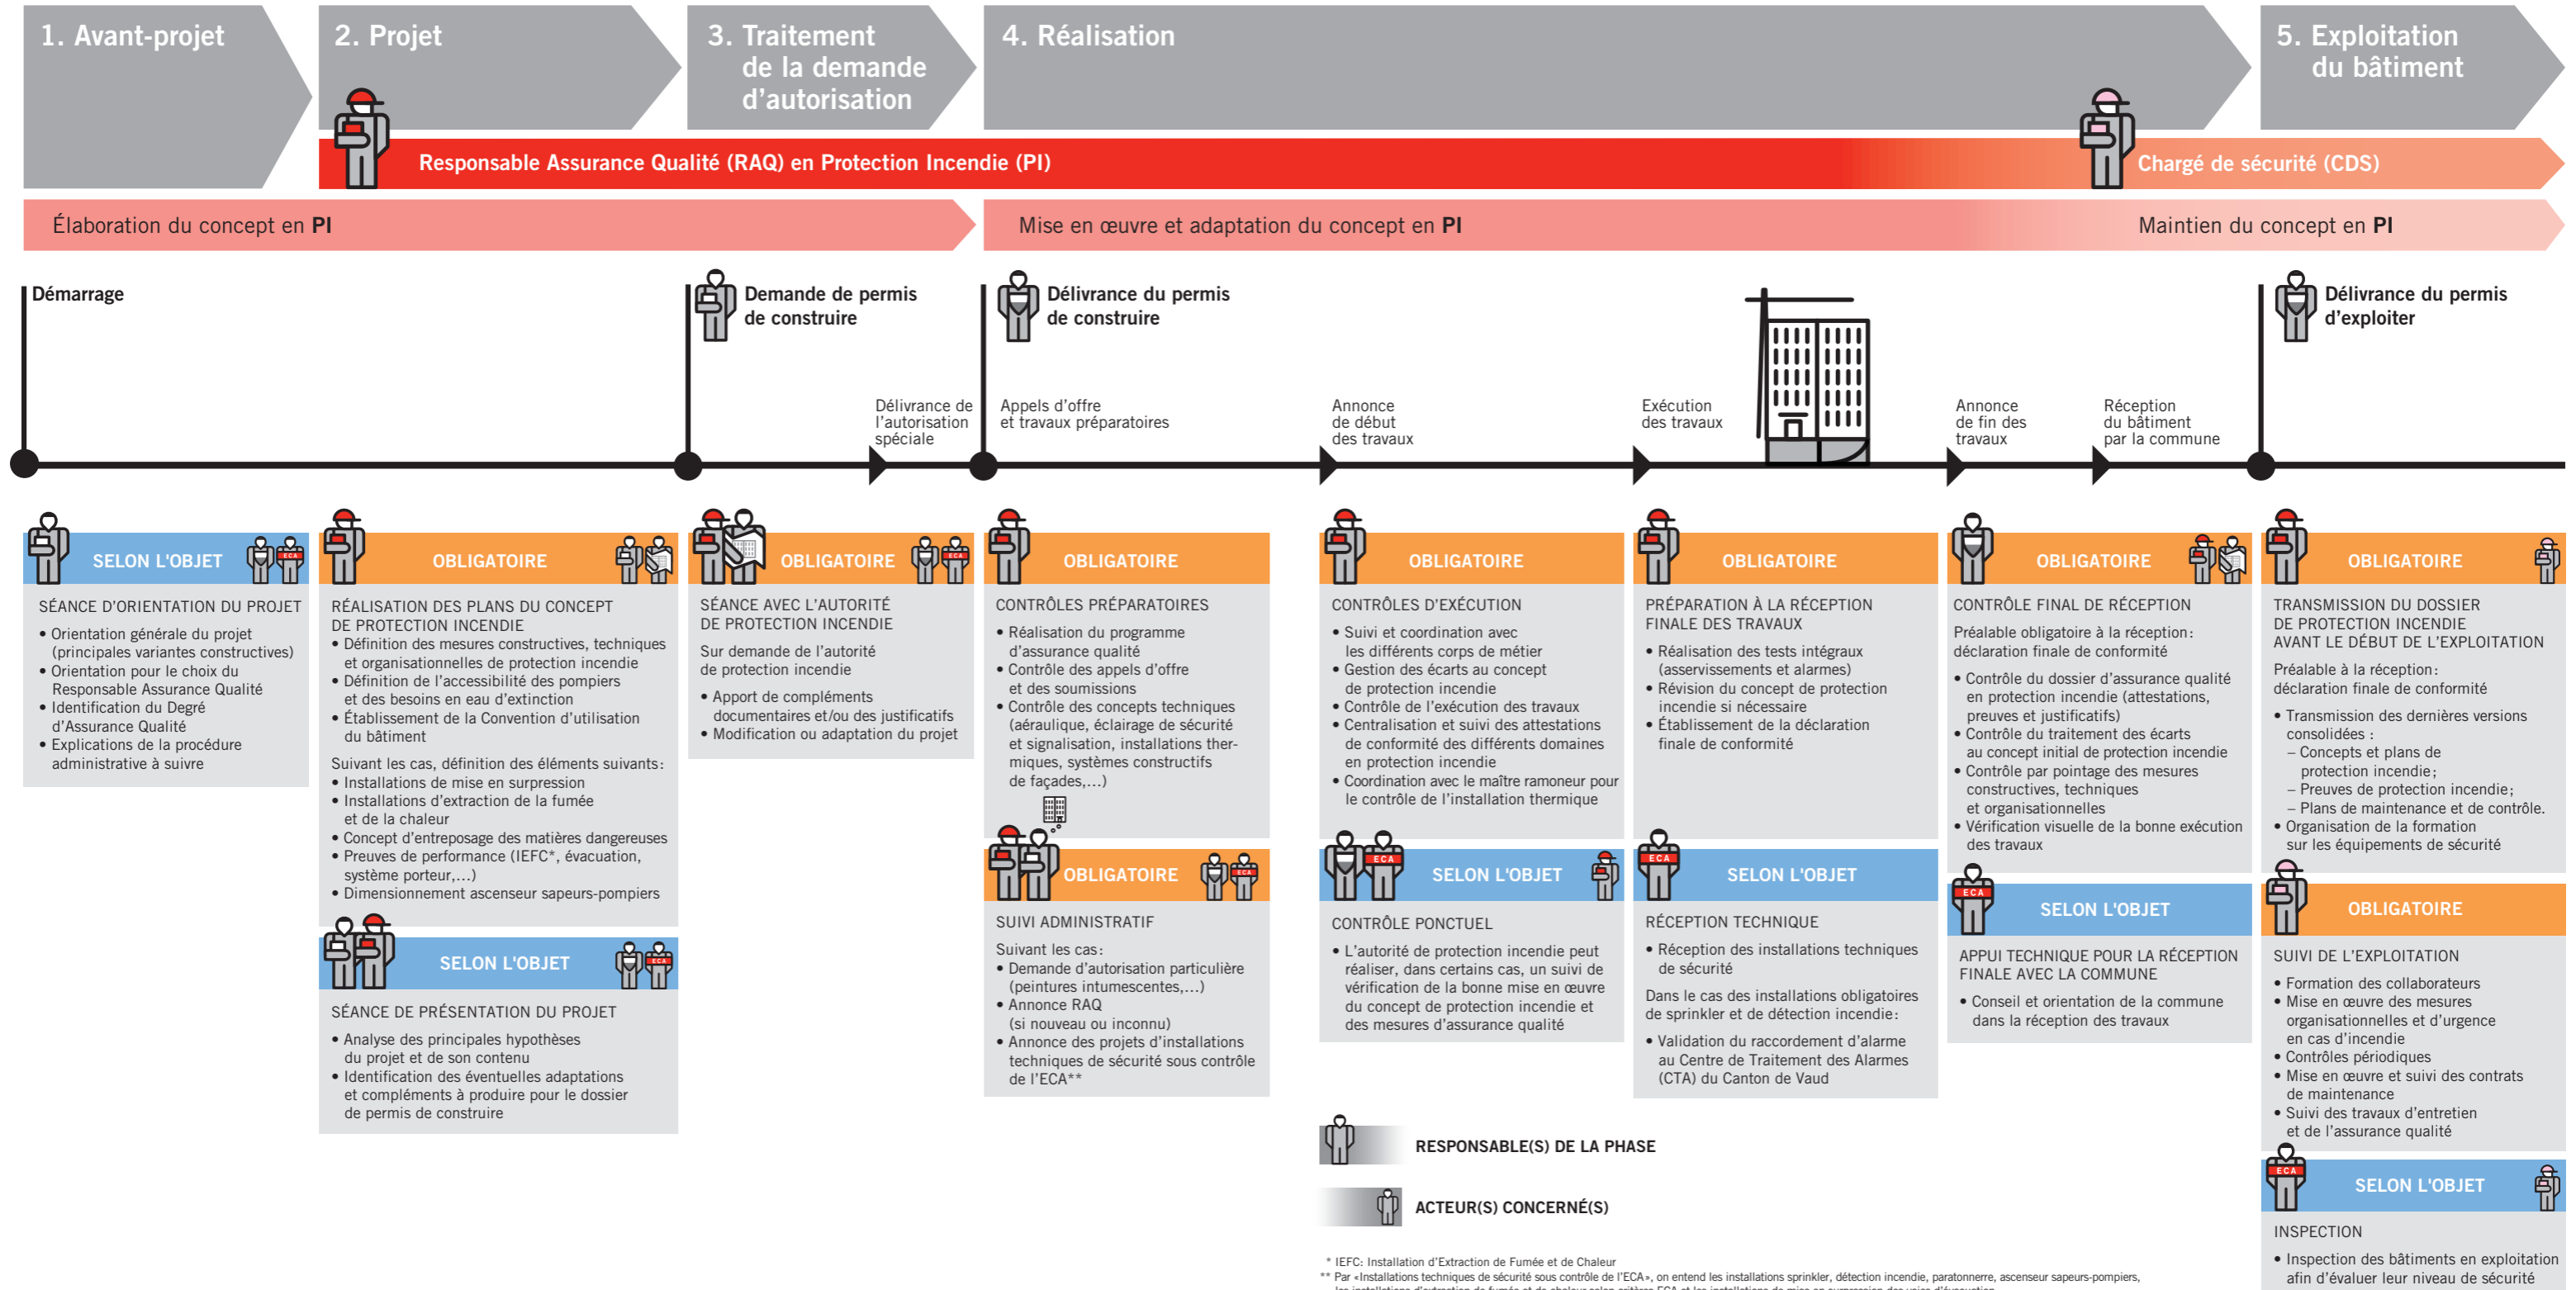 1. Avant-projet
2. Projet
3. Traitement
de la demande
d'autorisation
4. Réalisation
5. Exploitation
du bâtiment
Responsable Assurance Qualité (RAQ) en Protection Incendie (PI)
Chargé de sécurité (CDS)
Élaboration du concept en PI
Mise en œuvre et adaptation du concept en PI
Maintien du concept en PI
Démarrage
Demande de permis
de construire
Délivrance du permis
de construire
Délivrance du permis
d'exploiter
Délivrance de
l'autorisation
spéciale
Appels d'offre
et travaux préparatoires
Annonce
de début
des travaux
Exécution
des travaux
Annonce
de fin des
travaux
Réception
du bâtiment
par la commune
SELON L'OBJET
ECA
SÉANCE D'ORIENTATION DU PROJET
• Orientation générale du projet
(principales variantes constructives)
• Orientation pour le choix du
Responsable Assurance Qualité
• Identification du Degré
d'Assurance Qualité
• Explications de la procédure
administrative à suivre
OBLIGATOIRE
RÉALISATION DES PLANS DU CONCEPT
DE PROTECTION INCENDIE
• Définition des mesures constructives, techniques
et organisationnelles de protection incendie
• Définition de l'accessibilité des pompiers
et des besoins en eau d'extinction
• Établissement de la Convention d'utilisation
du bâtiment
Suivant les cas, définition des éléments suivants:
• Installations de mise en surpression
• Installations d'extraction de la fumée
et de la chaleur
• Concept d'entreposage des matières dangereuses
• Preuves de performance (IEFC*, évacuation,
système porteur,...)
• Dimensionnement ascenseur sapeurs-pompiers
SELON L'OBJET
ECA
SÉANCE DE PRÉSENTATION DU PROJET
• Analyse des principales hypothèses
du projet et de son contenu
• Identification des éventuelles adaptations
et compléments à produire pour le dossier
de permis de construire
OBLIGATOIRE
ECA
SÉANCE AVEC L'AUTORITÉ
DE PROTECTION INCENDIE
Sur demande de l'autorité
de protection incendie
• Apport de compléments
documentaires et/ou des justificatifs
• Modification ou adaptation du projet
OBLIGATOIRE
CONTRÔLES PRÉPARATOIRES
• Réalisation du programme
d'assurance qualité
• Contrôle des appels d'offre
et des soumissions
• Contrôle des concepts techniques
(aéraulique, éclairage de sécurité
et signalisation, installations ther-
miques, systèmes constructifs
de façades,...)
OBLIGATOIRE
ECA
SUIVI ADMINISTRATIF
Suivant les cas:
• Demande d'autorisation particulière
(peintures intumescentes,...)
• Annonce RAQ
(si nouveau ou inconnu)
• Annonce des projets d'installations
techniques de sécurité sous contrôle
de l'ECA**
OBLIGATOIRE
CONTRÔLES D'EXÉCUTION
• Suivi et coordination avec
les différents corps de métier
• Gestion des écarts au concept
de protection incendie
• Contrôle de l'exécution des travaux
• Centralisation et suivi des attestations
de conformité des différents domaines
en protection incendie
• Coordination avec le maître ramoneur pour
le contrôle de l'installation thermique
ECA
SELON L'OBJET
CONTRÔLE PONCTUEL
• L'autorité de protection incendie peut
réaliser, dans certains cas, un suivi de
vérification de la bonne mise en œuvre
du concept de protection incendie et
des mesures d'assurance qualité
OBLIGATOIRE
PRÉPARATION À LA RÉCEPTION
FINALE DES TRAVAUX
• Réalisation des tests intégraux
(asservissements et alarmes)
• Révision du concept de protection
incendie si nécessaire
• Établissement de la déclaration
finale de conformité
ECA
SELON L'OBJET
RÉCEPTION TECHNIQUE
• Réception des installations techniques
de sécurité
Dans le cas des installations obligatoires
de sprinkler et de détection incendie:
• Validation du raccordement d'alarme
au Centre de Traitement des Alarmes
(CTA) du Canton de Vaud
OBLIGATOIRE
CONTRÔLE FINAL DE RÉCEPTION
Préalable obligatoire à la réception:
déclaration finale de conformité
• Contrôle du dossier d'assurance qualité
en protection incendie (attestations,
preuves et justificatifs)
• Contrôle du traitement des écarts
au concept initial de protection incendie
• Contrôle par pointage des mesures
constructives, techniques
et organisationnelles
• Vérification visuelle de la bonne exécution
des travaux
ECA
SELON L'OBJET
APPUI TECHNIQUE POUR LA RÉCEPTION
FINALE AVEC LA COMMUNE
• Conseil et orientation de la commune
dans la réception des travaux
OBLIGATOIRE
TRANSMISSION DU DOSSIER
DE PROTECTION INCENDIE
AVANT LE DÉBUT DE L'EXPLOITATION
Préalable à la réception:
déclaration finale de conformité
• Transmission des dernières versions
consolidées :
– Concepts et plans de
protection incendie;
– Preuves de protection incendie;
– Plans de maintenance et de contrôle.
• Organisation de la formation
sur les équipements de sécurité
OBLIGATOIRE
SUIVI DE L'EXPLOITATION
• Formation des collaborateurs
• Mise en œuvre des mesures
organisationnelles et d'urgence
en cas d'incendie
• Contrôles périodiques
• Mise en œuvre et suivi des contrats
de maintenance
• Suivi des travaux d'entretien
et de l'assurance qualité
ECA
SELON L'OBJET
INSPECTION
• Inspection des bâtiments en exploitation
afin d'évaluer leur niveau de sécurité
RESPONSABLE(S) DE LA PHASE
ACTEUR(S) CONCERNÉ(S)
* IEFC: Installation d'Extraction de Fumée et de Chaleur
** Par «Installations techniques de sécurité sous contrôle de l'ECA», on entend les installations sprinkler, détection incendie, paratonnerre, ascenseur sapeurs-pompiers,
les installations d'extraction de fumée et de chaleur selon critères ECA et les installations de mise en surpression des voies d'évacuation